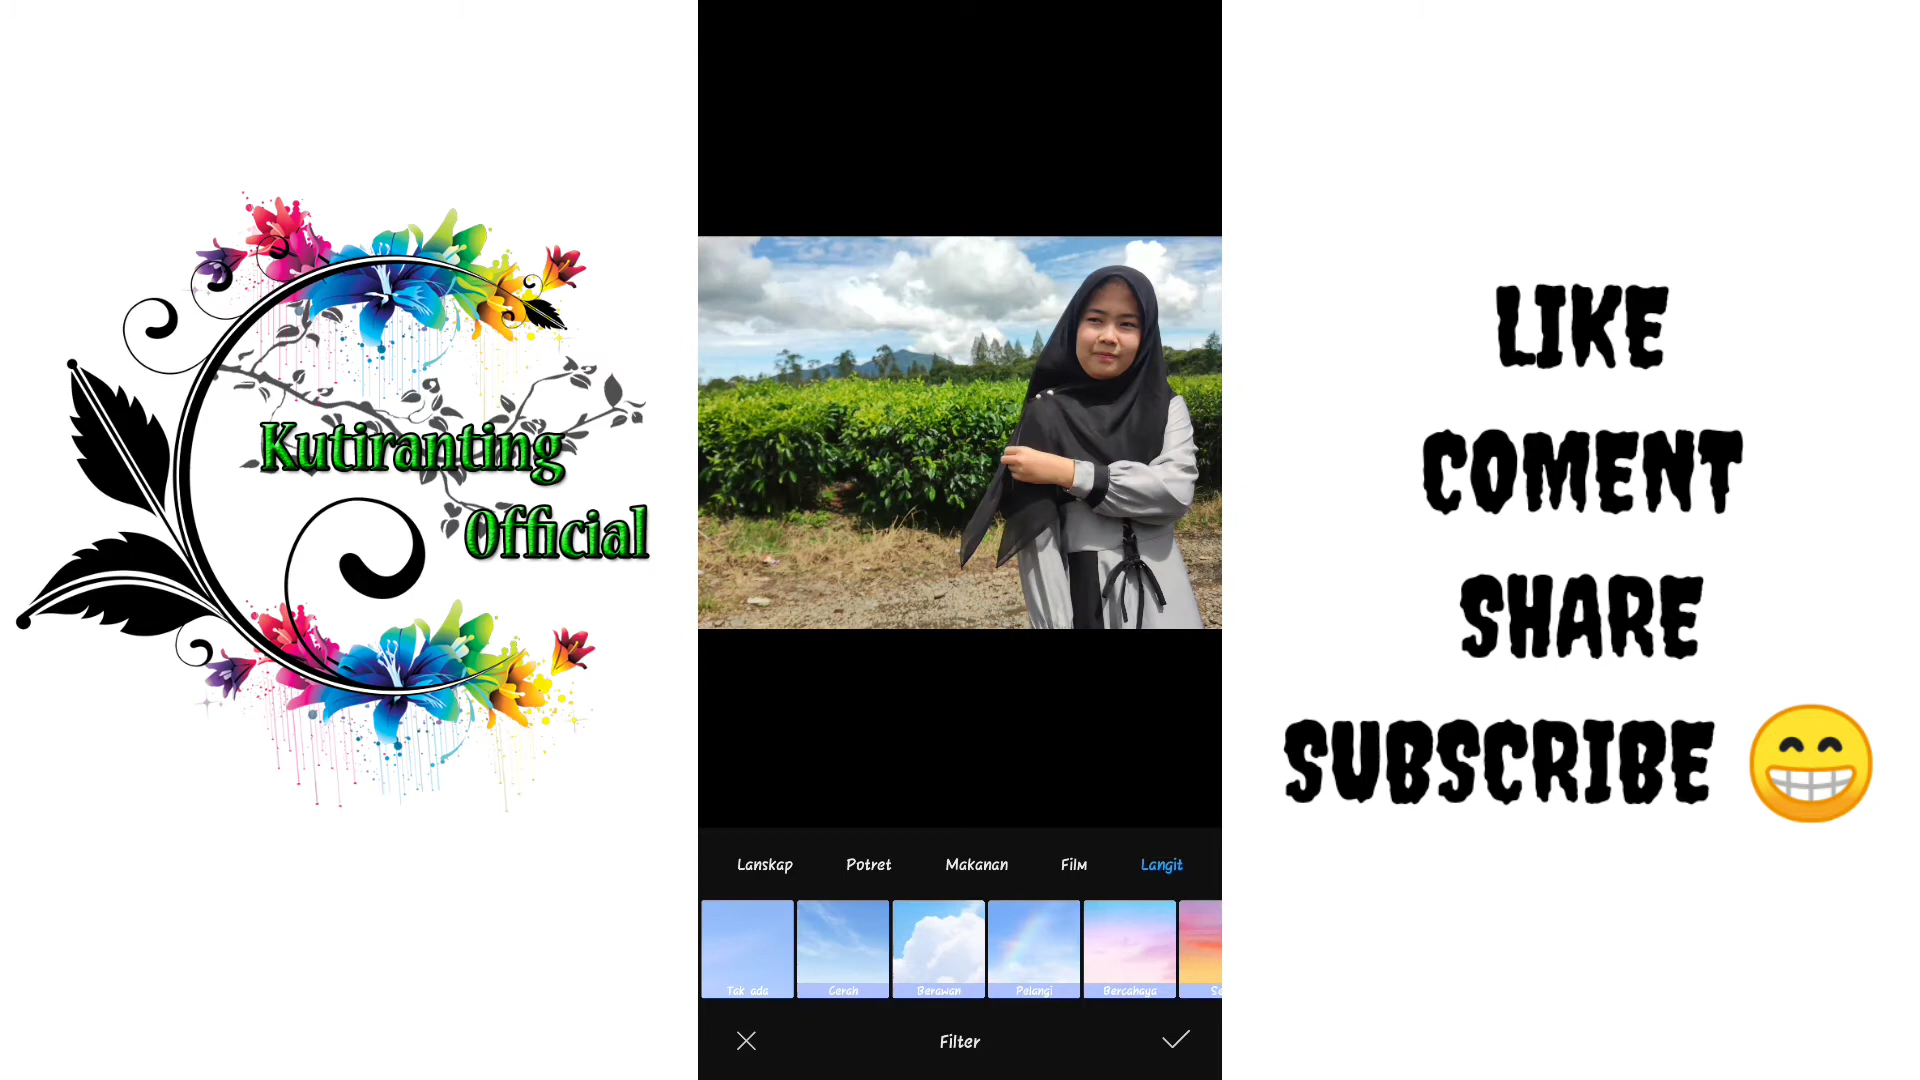 Kutiranting
Official
Lanskap Potret Makanan Film Langit
Tak ada Cerah Berawan Pelangi Bercahaya
Filter
LIKE
COMENT
SHARE
SUBSCRIBE 😁